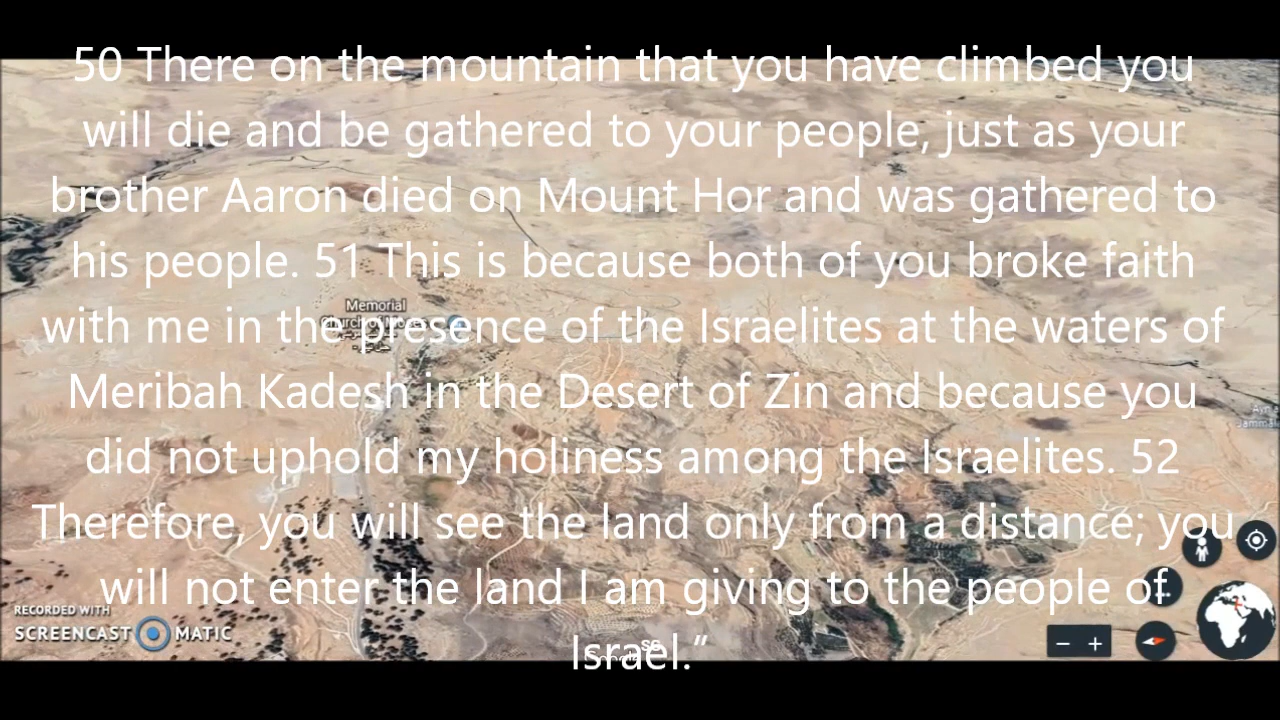 50 There on the mountain that you have climbed you
will die and be gathered to your people, just as your
brother Aaron died on Mount Hor and was gathered to
his people. 51 This is because both of you broke faith
Memorial
with me in the presence of the Israelites at the waters of
Meribah Kadesh in the Desert of Zin and because you
did not uphold my holiness among the Israelites. 52
Therefore, you will see the land only from a distance; you
will not enter the land I am giving to the people of
Israel.”
RECORDED WITH
SCREENCAST MATIC